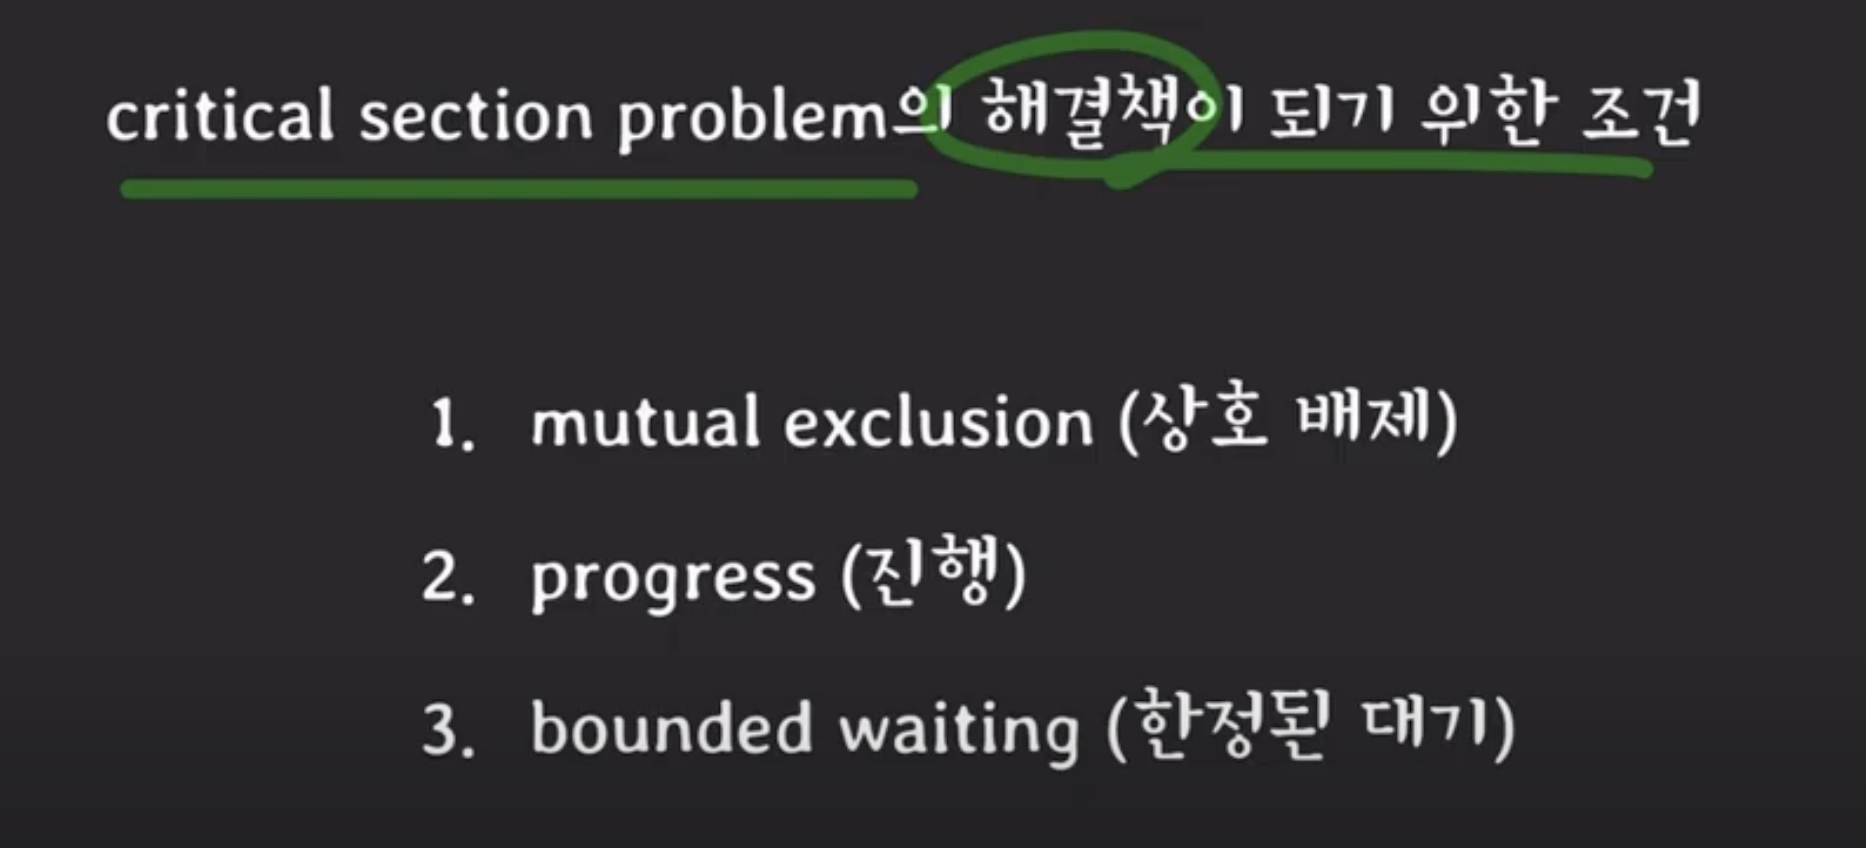 critical section problem의 해결책이 되기 위한 조건
1. mutual exclusion (상호 배제)
2. progress (진행)
3. bounded waiting (한정된 대기)